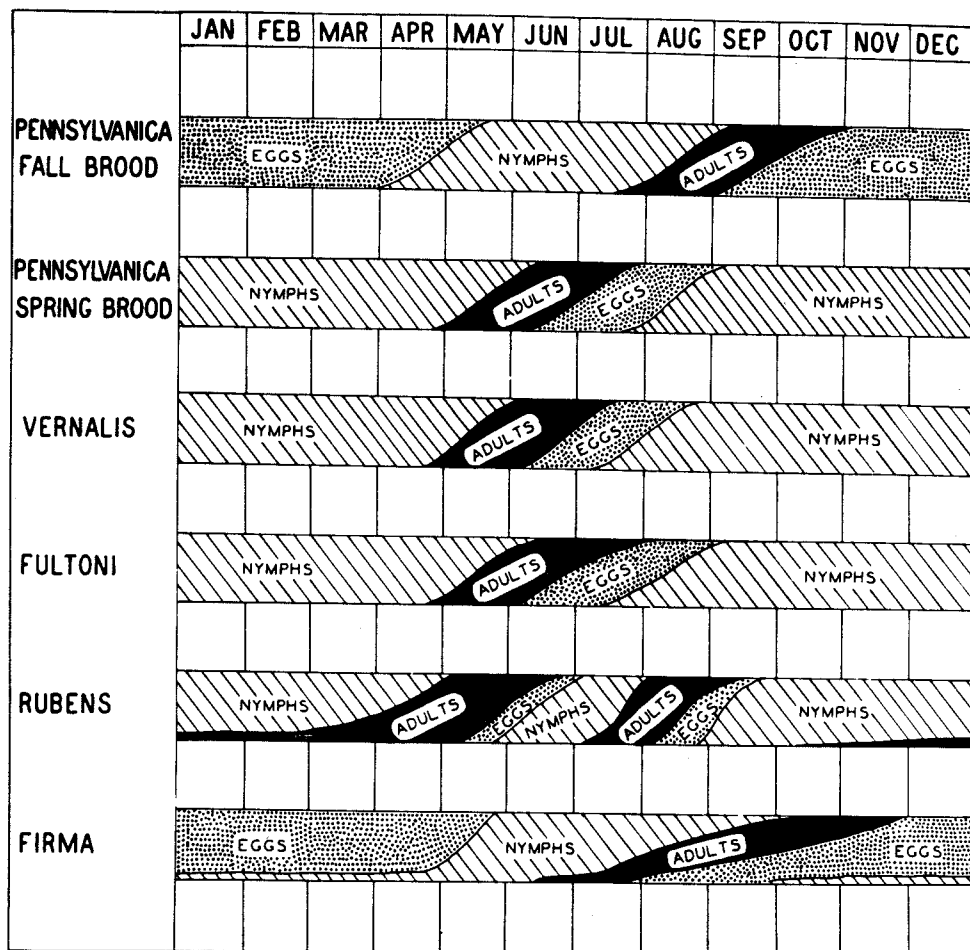 JAN FEB MAR APR MAY JUN JUL AUG SEP OCT NOV DEC
PENNSYLVANICA
FALL BROOD
EGGS NYMPHS ADULTS EGGS
PENNSYLVANICA
SPRING BROOD
NYMPHS ADULTS EGGS NYMPHS
VERNALIS
NYMPHS ADULTS EGGS NYMPHS
FULTONI
NYMPHS ADULTS EGGS NYMPHS
RUBENS
NYMPHS ADULTS EGGS NYMPHS ADULTS EGGS NYMPHS
FIRMA
EGGS NYMPHS ADULTS EGGS